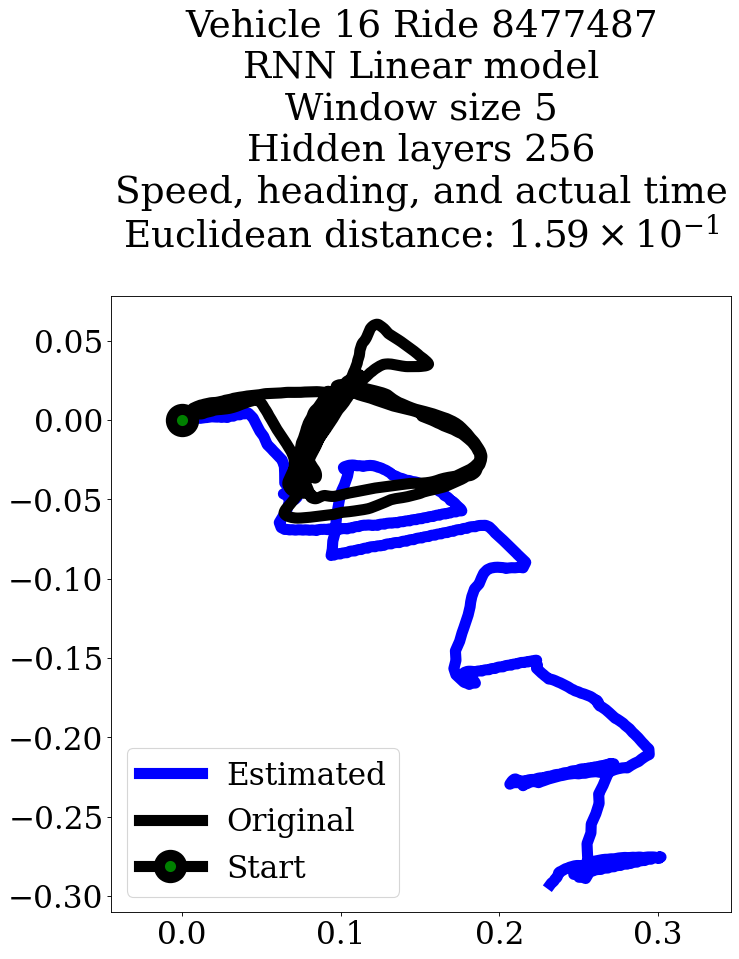 Vehicle 16 Ride 8477487
RNN Linear model
Window size 5
Hidden layers 256
Speed, heading, and actual time
Euclidean distance: 1.59 × 10⁻¹
0.05
0.00
−0.05
−0.10
−0.15
−0.20
−0.25
−0.30
Estimated
Original
Start
0.0 0.1 0.2 0.3